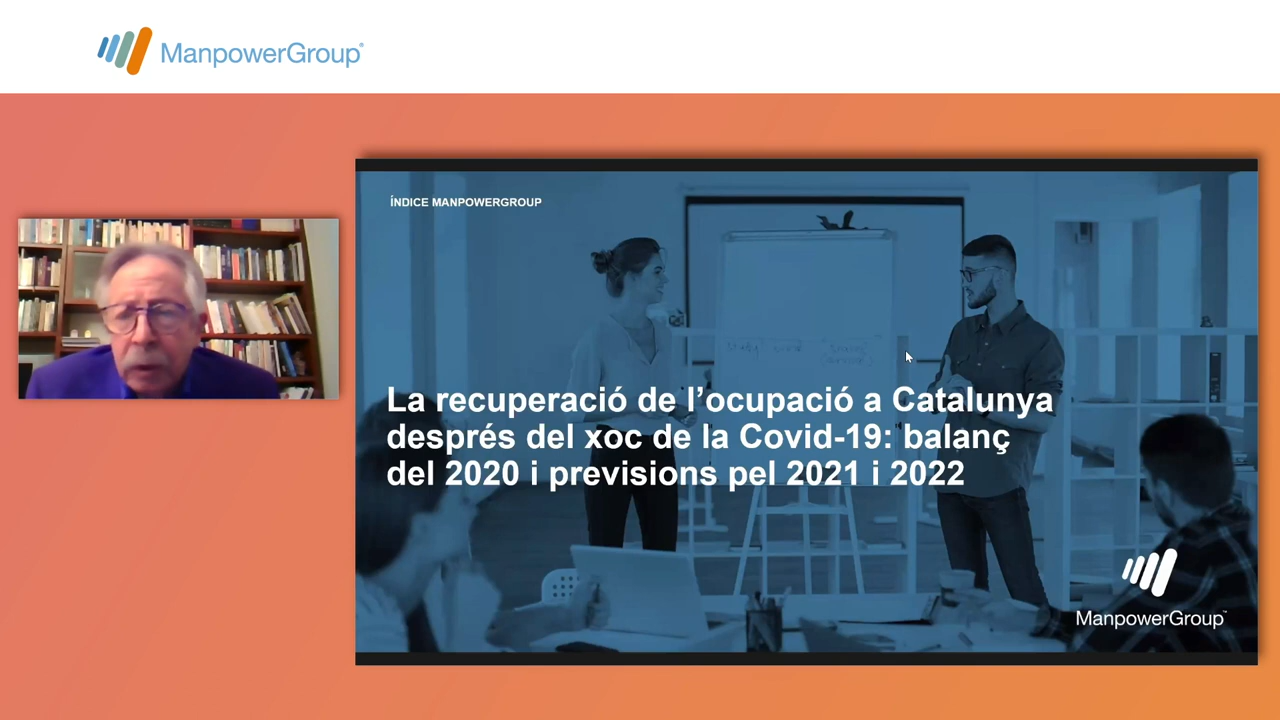 ManpowerGroup
ÍNDICE MANPOWERGROUP
La recuperació de l’ocupació a Catalunya
després del xoc de la Covid-19: balanç
del 2020 i previsions pel 2021 i 2022
ManpowerGroup